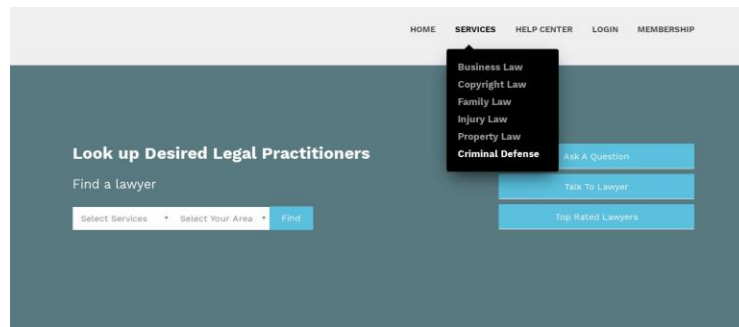 HOME SERVICES HELP CENTER LOGIN MEMBERSHIP
Business Law
Copyright Law
Family Law
Injury Law
Property Law
Criminal Defense
Look up Desired Legal Practitioners
Find a lawyer
Select Services Select Your Area Find
Ask A Question
Talk To Lawyer
Top Rated Lawyers